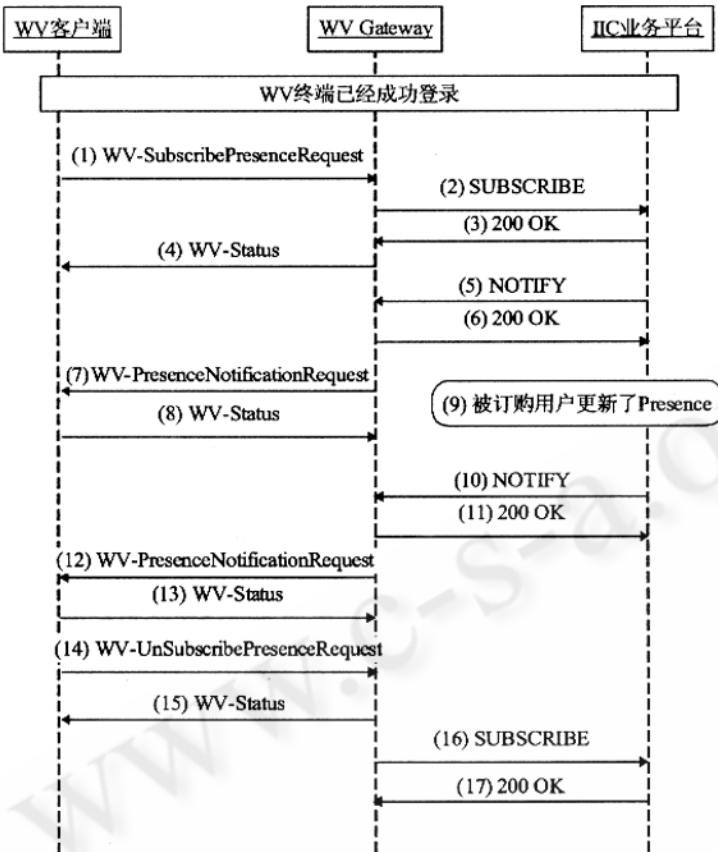 WV客户端
WV Gateway
IIC业务平台
WV终端已经成功登录
(1) WV-SubscribePresenceRequest
(2) SUBSCRIBE
(3) 200 OK
(4) WV-Status
(5) NOTIFY
(6) 200 OK
(7) WV-PresenceNotificationRequest
(8) WV-Status
(9) 被订购用户更新了Presence
(10) NOTIFY
(11) 200 OK
(12) WV-PresenceNotificationRequest
(13) WV-Status
(14) WV-UnSubscribePresenceRequest
(15) WV-Status
(16) SUBSCRIBE
(17) 200 OK
www.c-s-a.o